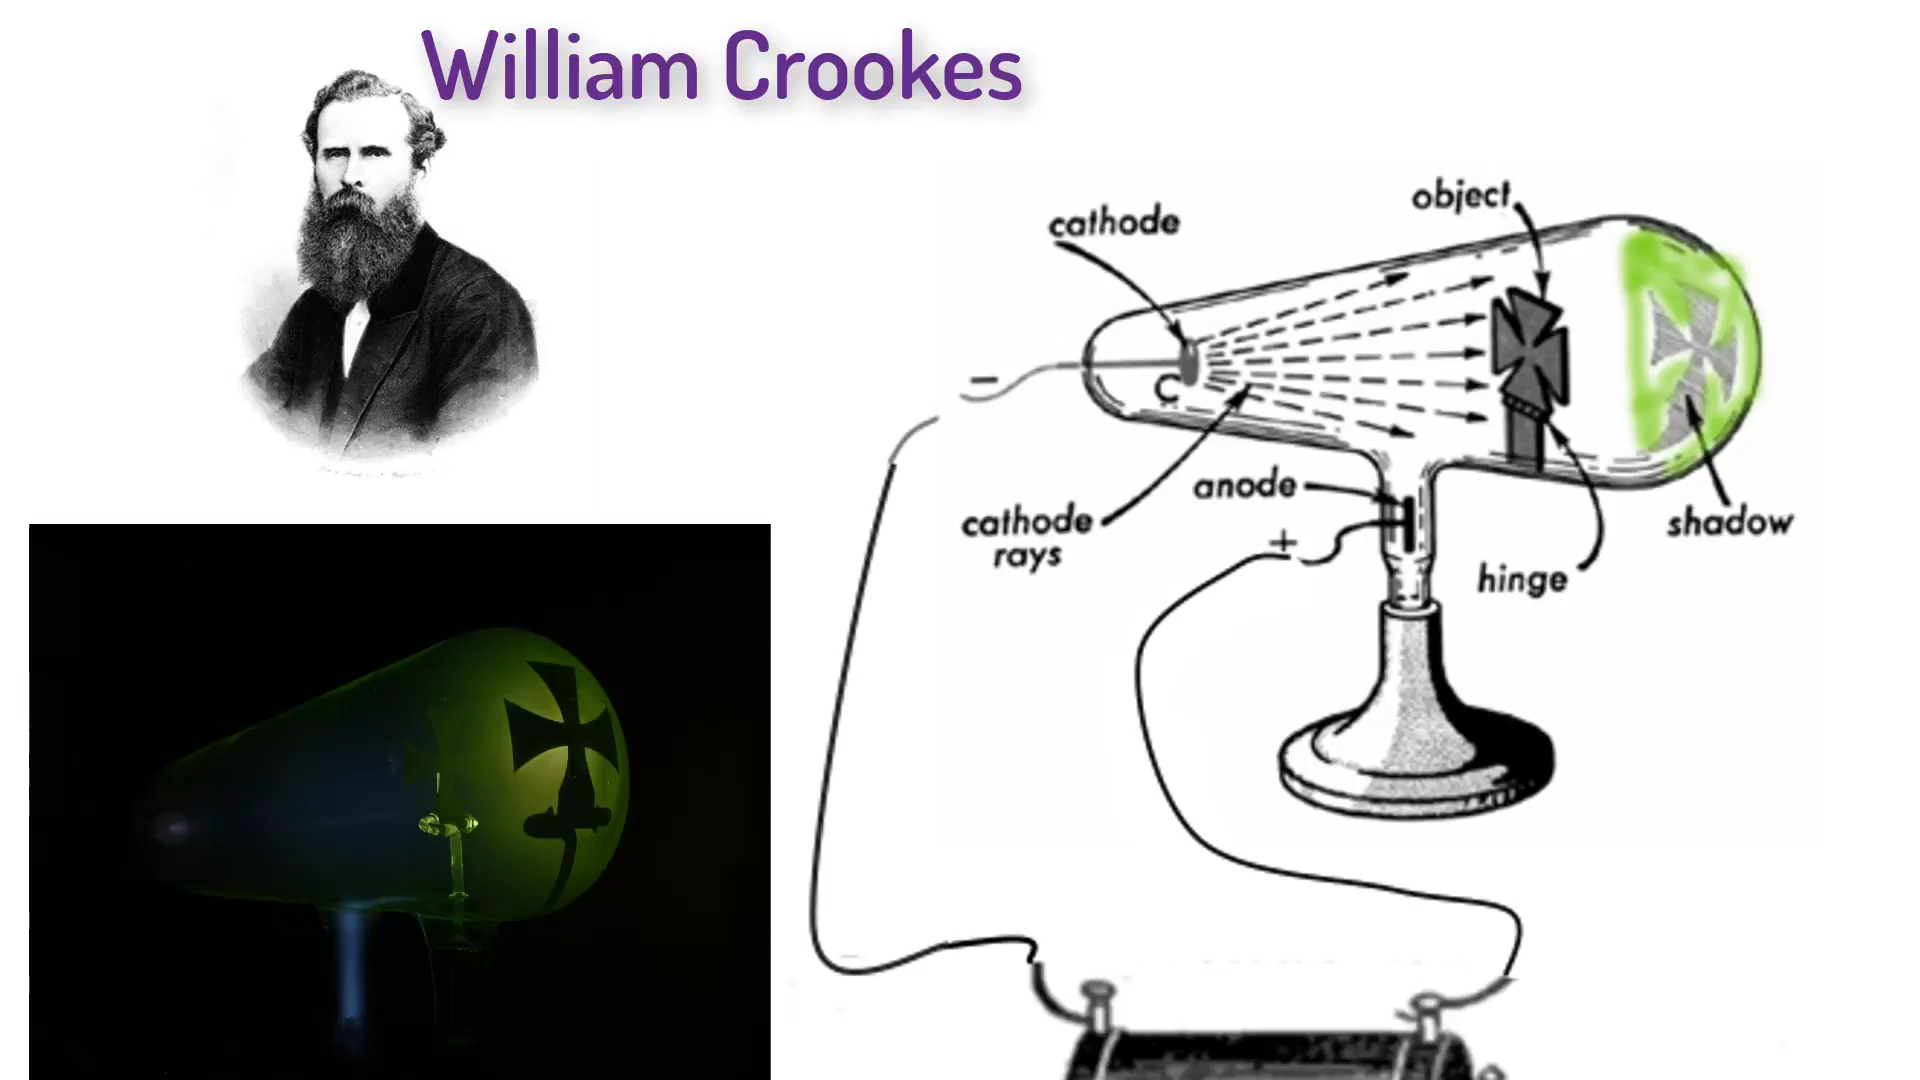 William Crookes
object
cathode
C
−
anode
+
cathode
rays
hinge
shadow